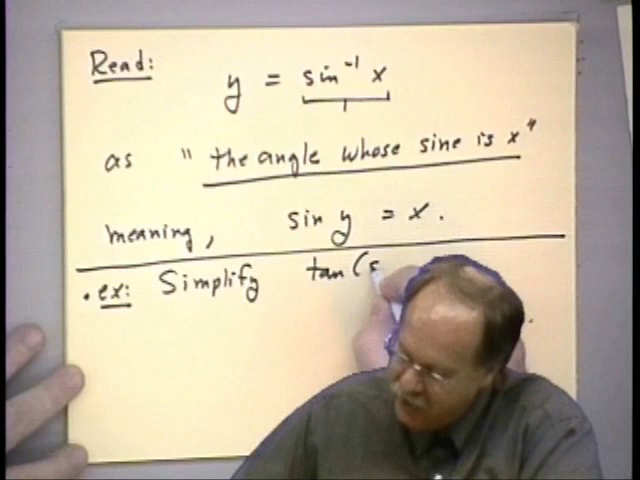 Read:
y = sin⁻¹ x
as "the angle whose sine is x"
meaning, sin y = x.
• ex: Simplify tan(s